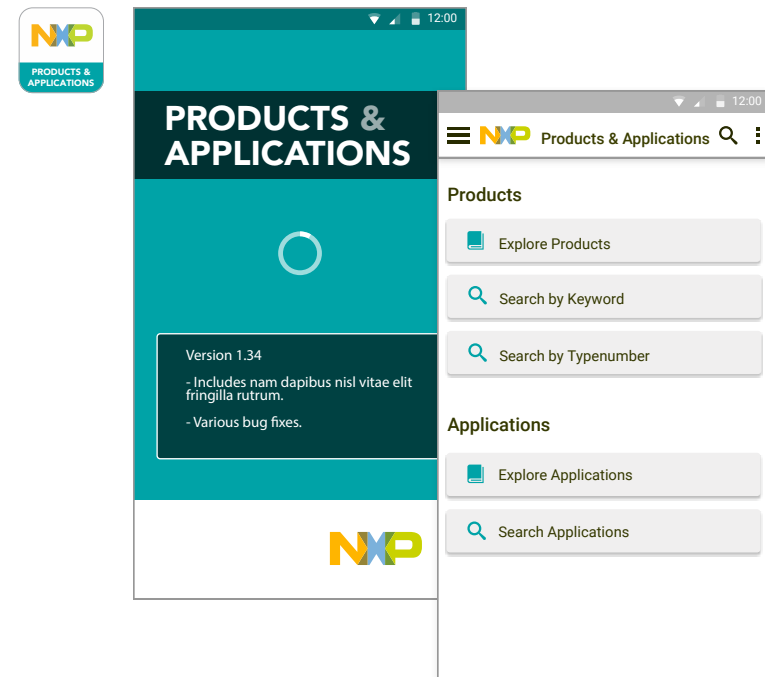 NXP
PRODUCTS &
APPLICATIONS
12:00
PRODUCTS &
APPLICATIONS
Version 1.34
- Includes nam dapibus nisl vitae elit
fringilla rutrum.
- Various bug fixes.
NXP
12:00
NXP Products & Applications
Products
Explore Products
Search by Keyword
Search by Typenumber
Applications
Explore Applications
Search Applications